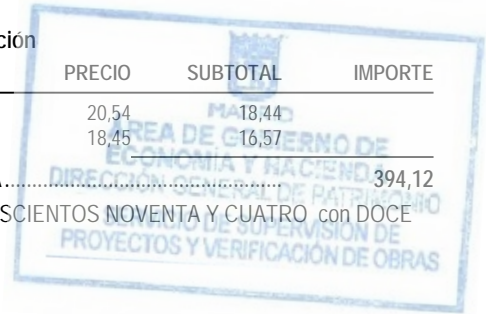 ción
PRECIO SUBTOTAL IMPORTE
20,54 18,44
18,45 16,57
A................................................ 394,12
SCIENTOS NOVENTA Y CUATRO con DOCE
MADRID
ÁREA DE GOBIERNO DE
ECONOMÍA Y HACIENDA
DIRECCIÓN GENERAL DE PATRIMONIO
SERVICIO DE SUPERVISIÓN DE
PROYECTOS Y VERIFICACIÓN DE OBRAS